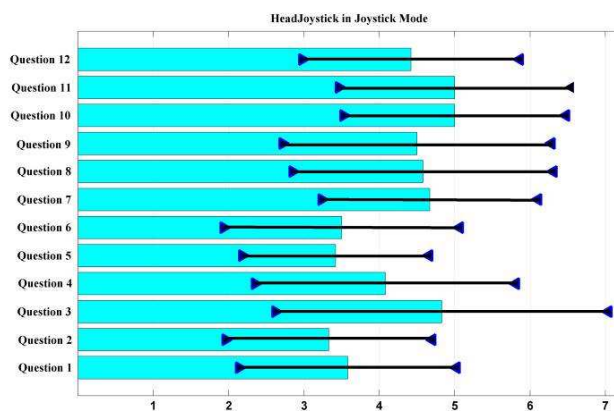 HeadJoystick in Joystick Mode
Question 12
Question 11
Question 10
Question 9
Question 8
Question 7
Question 6
Question 5
Question 4
Question 3
Question 2
Question 1
1 2 3 4 5 6 7